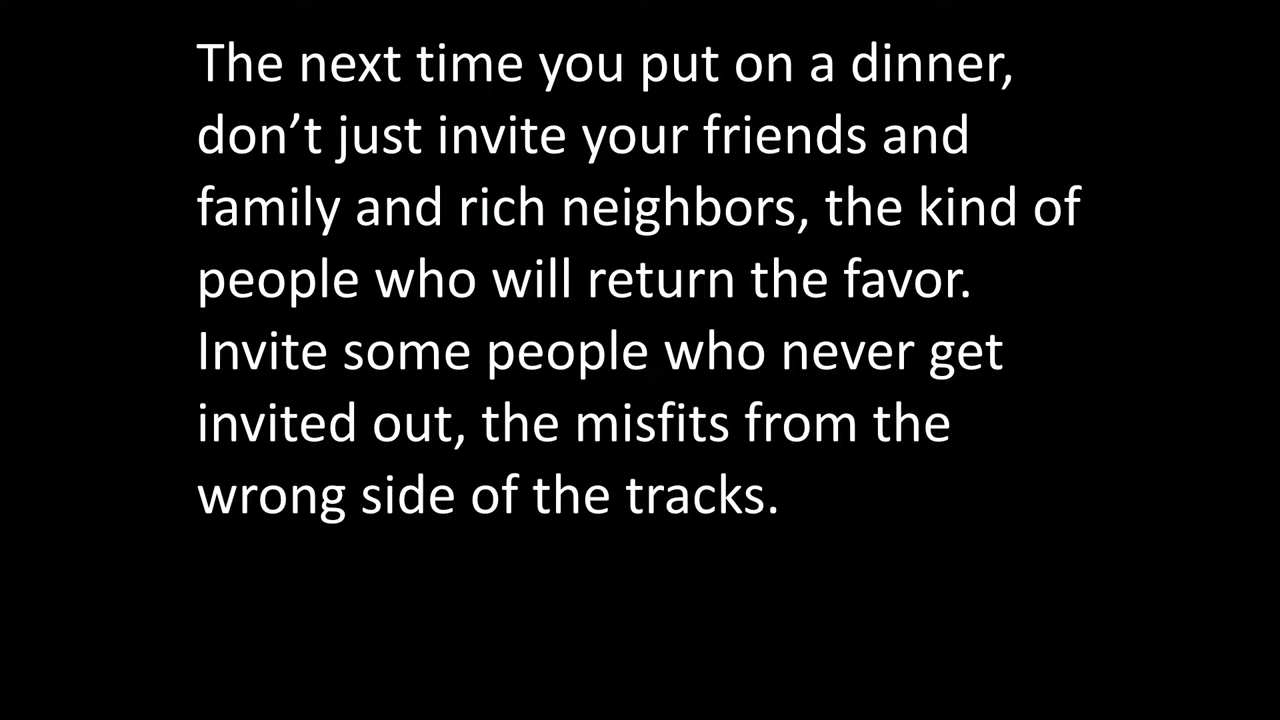 The next time you put on a dinner,
don’t just invite your friends and
family and rich neighbors, the kind of
people who will return the favor.
Invite some people who never get
invited out, the misfits from the
wrong side of the tracks.